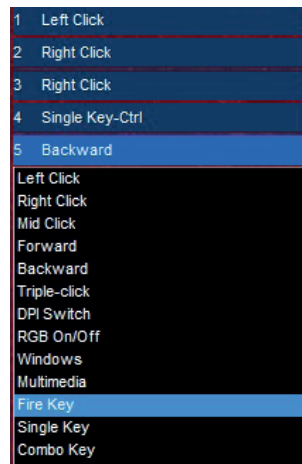 1 Left Click
2 Right Click
3 Right Click
4 Single Key-Ctrl
5 Backward
Left Click
Right Click
Mid Click
Forward
Backward
Triple-click
DPI Switch
RGB On/Off
Windows
Multimedia
Fire Key
Single Key
Combo Key